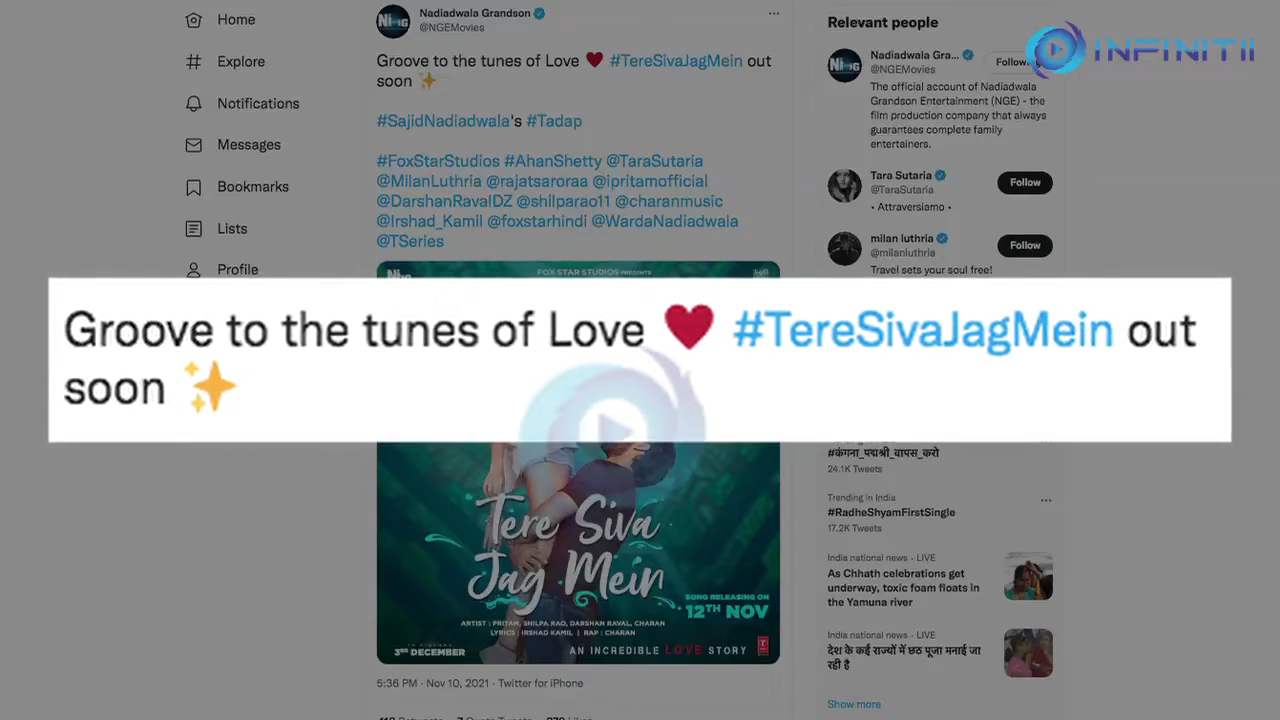 Home
Explore
Notifications
Messages
Bookmarks
Lists
Profile
Nadiadwala Grandson
@NGEMovies
Groove to the tunes of Love ❤ #TereSivaJagMein out
soon ✨
#SajidNadiadwala's #Tadap
#FoxStarStudios #AhanShetty @TaraSutaria
@MilanLuthria @rajatsaroraa @ipritamofficial
@DarshanRavalDZ @shilparao11 @charanmusic
@Irshad_Kamil @foxstarhindi @WardaNadiadwala
@TSeries
FOX STAR STUDIOS PRESENTS
Groove to the tunes of Love ❤ #TereSivaJagMein out
soon ✨
Tere Siva
Jag Mein
SONG RELEASING ON
12TH NOV
ARTIST : PRITAM, SHILPA RAO, DARSHAN RAVAL, CHARAN
LYRICS : IRSHAD KAMIL | RAP : CHARAN
3RD DECEMBER
AN INCREDIBLE LOVE STORY
5:36 PM · Nov 10, 2021 · Twitter for iPhone
Relevant people
Nadiadwala Gra...
@NGEMovies
Following
The official account of Nadiadwala
Grandson Entertainment (NGE) - the
film production company that always
guarantees complete family
entertainers.
Tara Sutaria
@TaraSutaria
Follow
• Attraversiamo •
milan luthria
@milanluthria
Follow
Travel sets your soul free!
#कंगना_पद्मश्री_वापस_करो
24.1K Tweets
Trending in India
#RadheShyamFirstSingle
17.2K Tweets
India national news · LIVE
As Chhath celebrations get
underway, toxic foam floats in
the Yamuna river
India national news · LIVE
देश के कई राज्यों में छठ पूजा मनाई जा
रही है
Show more
INFINITII